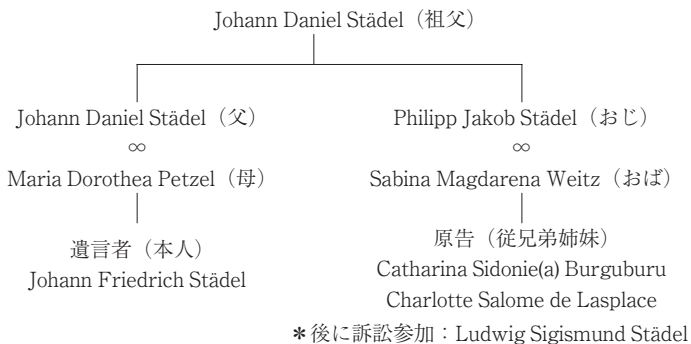 Johann Daniel Städel（祖父）
Johann Daniel Städel（父）
∞
Maria Dorothea Petzel（母）
遺言者（本人）
Johann Friedrich Städel
Philipp Jakob Städel（おじ）
∞
Sabina Magdarena Weitz（おば）
原告（従兄弟姉妹）
Catharina Sidonie(a) Burguburu
Charlotte Salome de Lasplace
＊後に訴訟参加：Ludwig Sigismund Städel